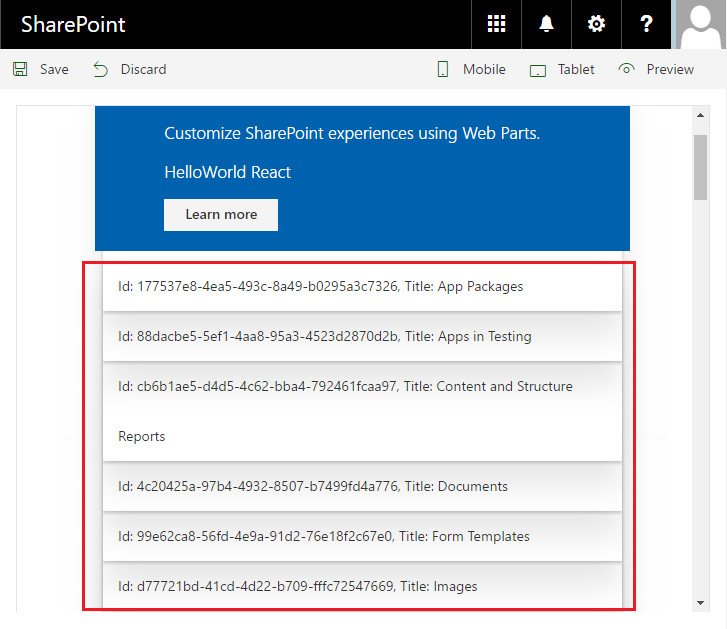 SharePoint
?
Save Discard Mobile Tablet Preview
Customize SharePoint experiences using Web Parts.
HelloWorld React
Learn more
Id: 177537e8-4ea5-493c-8a49-b0295a3c7326, Title: App Packages
Id: 88dacbe5-5ef1-4aa8-95a3-4523d2870d2b, Title: Apps in Testing
Id: cb6b1ae5-d4d5-4c62-bba4-792461fcaa97, Title: Content and Structure
Reports
Id: 4c20425a-97b4-4932-8507-b7499fd4a776, Title: Documents
Id: 99e62ca8-56fd-4e9a-91d2-76e18f2c67e0, Title: Form Templates
Id: d77721bd-41cd-4d22-b709-fffc72547669, Title: Images